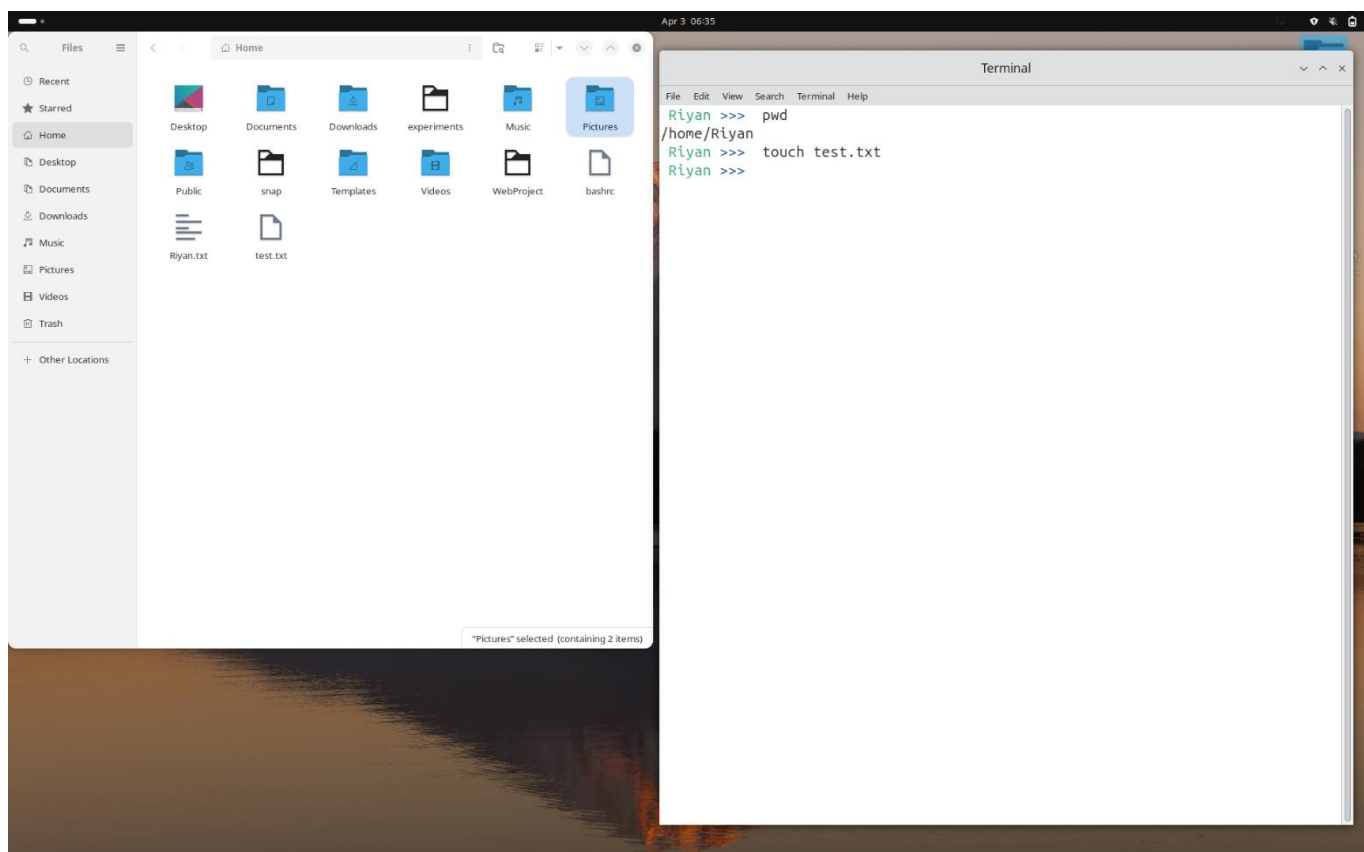 Apr 3 06:35
Files
Home
Recent
Starred
Home
Desktop
Documents
Downloads
Music
Pictures
Videos
Trash
+ Other Locations
Desktop Documents Downloads experiments Music Pictures
Public snap Templates Videos WebProject bashrc
Riyan.txt test.txt
"Pictures" selected (containing 2 items)
Terminal
File Edit View Search Terminal Help
Riyan >>> pwd
/home/Riyan
Riyan >>> touch test.txt
Riyan >>>